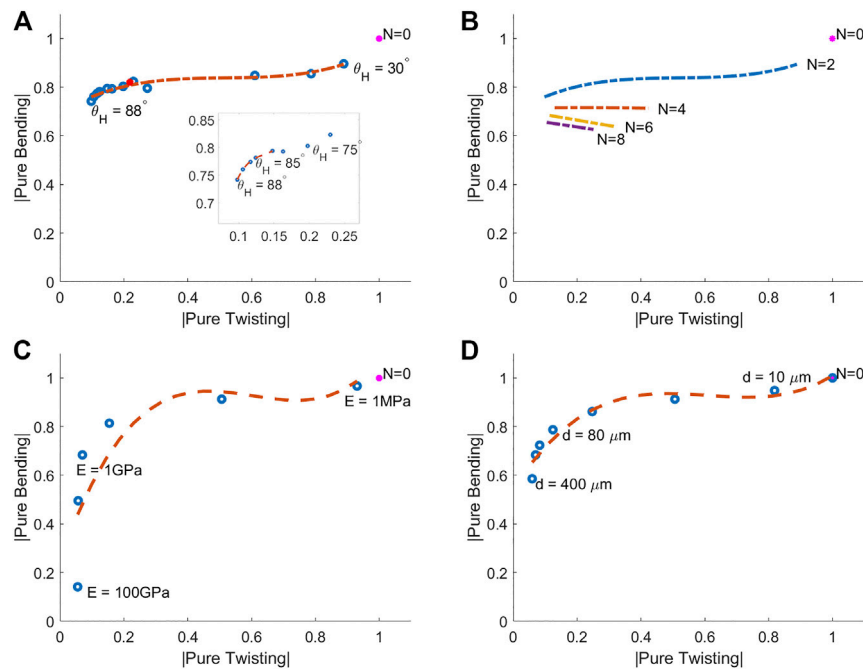 A
N=0
θH = 30°
θH = 88°
0.85
0.8
0.75
0.7
θH = 75°
θH = 85°
θH = 88°
0.1 0.15 0.2 0.25
1
0.8
0.6
0.4
0.2
0
0 0.2 0.4 0.6 0.8 1
|Pure Bending|
|Pure Twisting|
B
N=0
N=2
N=4
N=6
N=8
1
0.8
0.6
0.4
0.2
0
0 0.2 0.4 0.6 0.8 1
|Pure Bending|
|Pure Twisting|
C
N=0
E = 1MPa
E = 1GPa
E = 100GPa
1
0.8
0.6
0.4
0.2
0
0 0.2 0.4 0.6 0.8 1
|Pure Bending|
|Pure Twisting|
D
N=0
d = 10 μm
d = 80 μm
d = 400 μm
1
0.8
0.6
0.4
0.2
0
0 0.2 0.4 0.6 0.8 1
|Pure Bending|
|Pure Twisting|